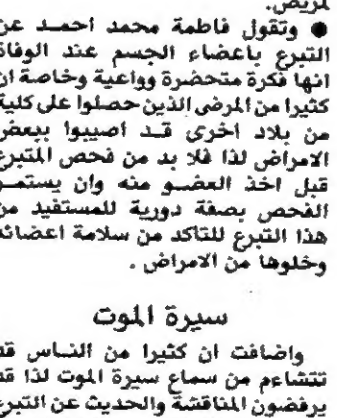 لمريض.
● وتقول فاطمة محمد احمد عن
التبرع باعضاء الجسم عند الوفاة
انها فكرة متحضرة وواعية وخاصة ان
كثيرا من المرضى الذين حصلوا على كلية
من بلاد اخرى قد اصيبوا ببعض
الامراض لذا فلا بد من فحص المتبرع
قبل اخذ العضو منه وان يستمر
الفحص بصفة دورية للمستفيد من
هذا التبرع للتاكد من سلامة اعضائه
وخلوها من الامراض .
سيرة الموت
واضافت ان كثيرا من الناس قد
تتشاءم من سماع سيرة الموت لذا قد
يرفضون المناقشة والحديث عن التبرع